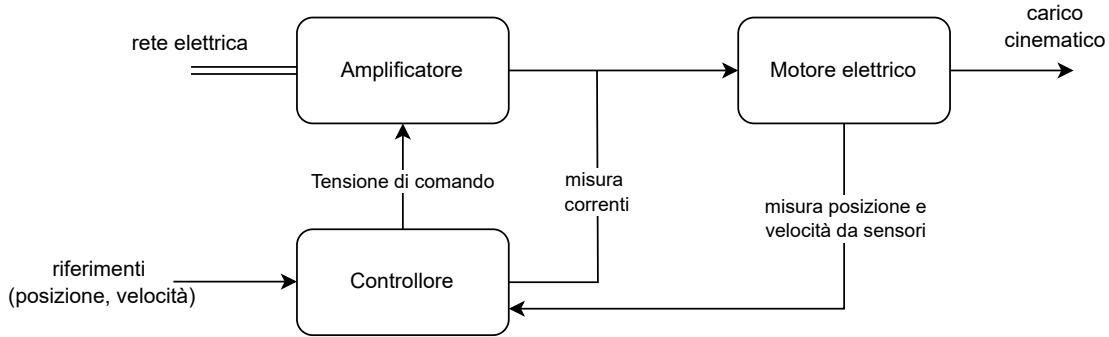 rete elettrica
Amplificatore
Motore elettrico
carico
cinematico
Tensione di comando
misura
correnti
misura posizione e
velocità da sensori
riferimenti
(posizione, velocità)
Controllore